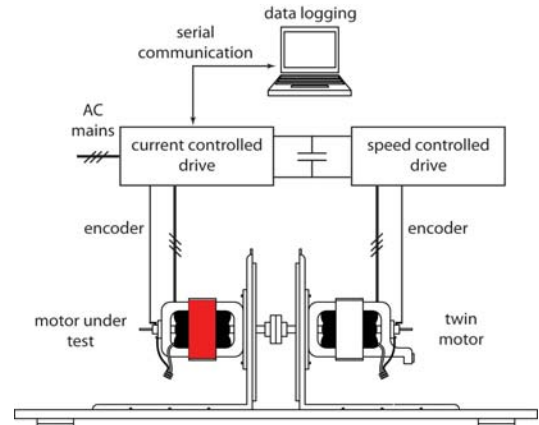 data logging
serial
communication
AC
mains
current controlled
drive
speed controlled
drive
encoder
encoder
motor under
test
twin
motor